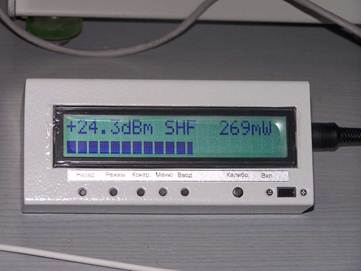 +24.3dBm SHF 269mW
Назад Режим Контр. Меню Ввод Калибр. Вкл.